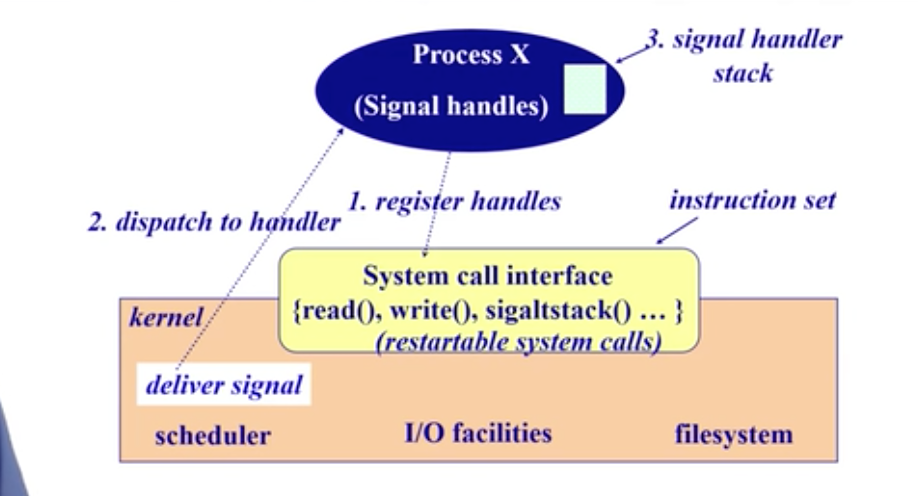 Process X
(Signal handles)
3. signal handler
stack
1. register handles
2. dispatch to handler
instruction set
System call interface
{read(), write(), sigaltstack() … }
(restartable system calls)
kernel
deliver signal
scheduler
I/O facilities
filesystem